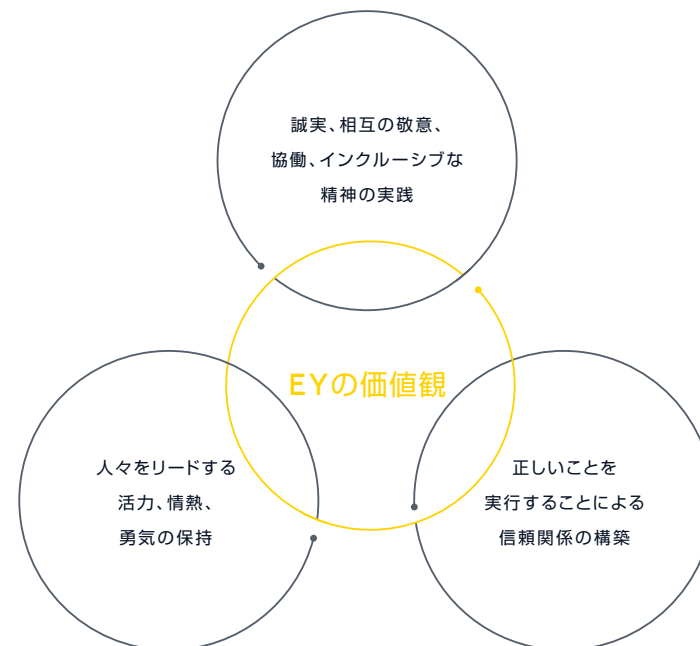 誠実、相互の敬意、
協働、インクルーシブな
精神の実践
EYの価値観
人々をリードする
活力、情熱、
勇気の保持
正しいことを
実行することによる
信頼関係の構築